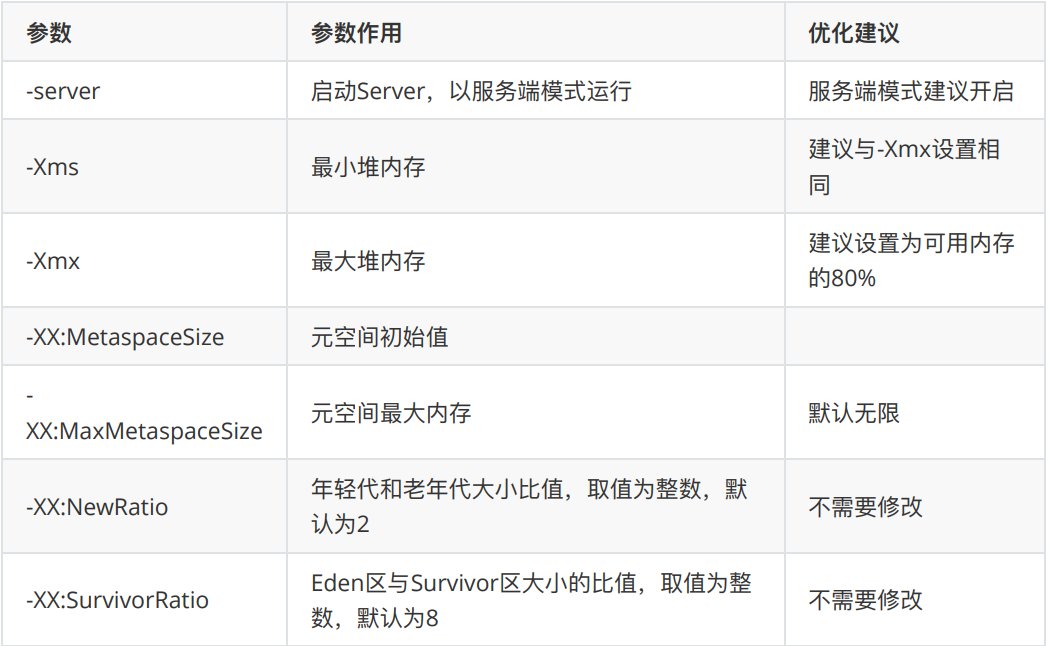 参数 参数作用 优化建议
-server 启动Server，以服务端模式运行 服务端模式建议开启
-Xms 最小堆内存 建议与-Xmx设置相
同
-Xmx 最大堆内存 建议设置为可用内存
的80%
-XX:MetaspaceSize 元空间初始值
-
XX:MaxMetaspaceSize 元空间最大内存 默认无限
-XX:NewRatio 年轻代和老年代大小比值，取值为整数，默
认为2 不需要修改
-XX:SurvivorRatio Eden区与Survivor区大小的比值，取值为整
数，默认为8 不需要修改